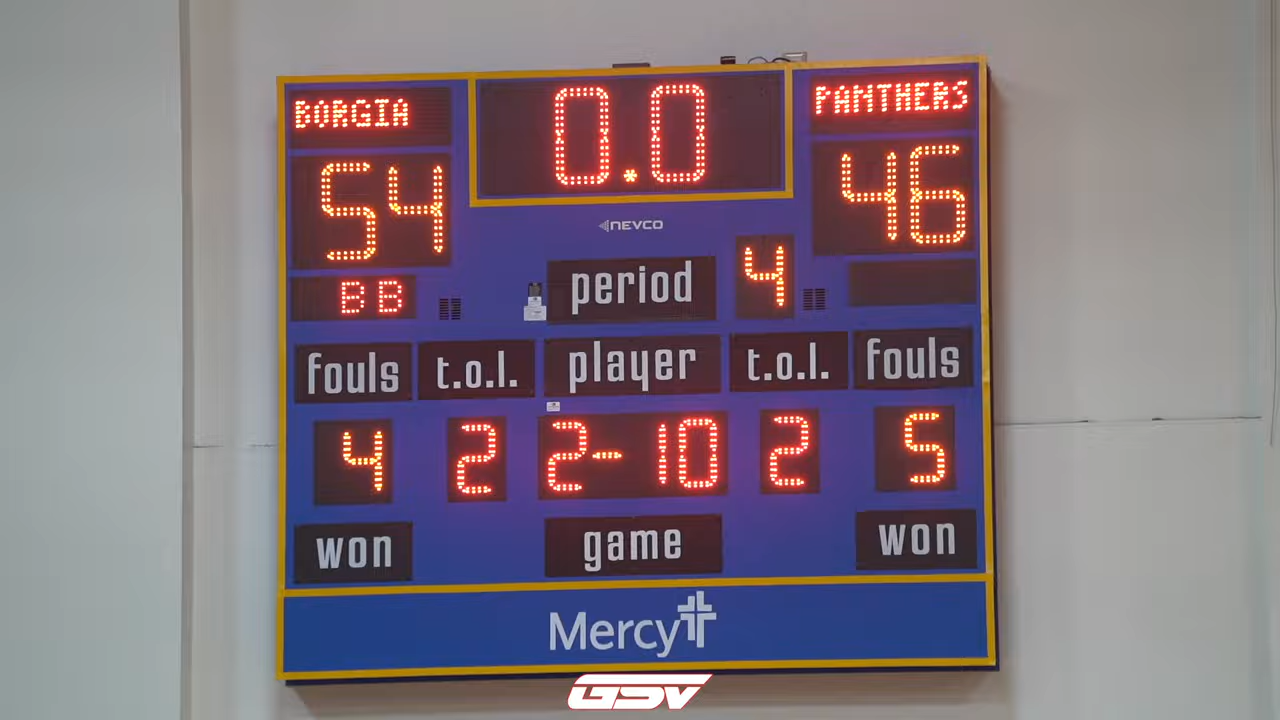 BORGIA 0.0 PANTHERS
54 46
NEVCO
BB period 4
fouls t.o.l. player t.o.l. fouls
4 2 2-10 2 5
won game won
Mercy
GSV